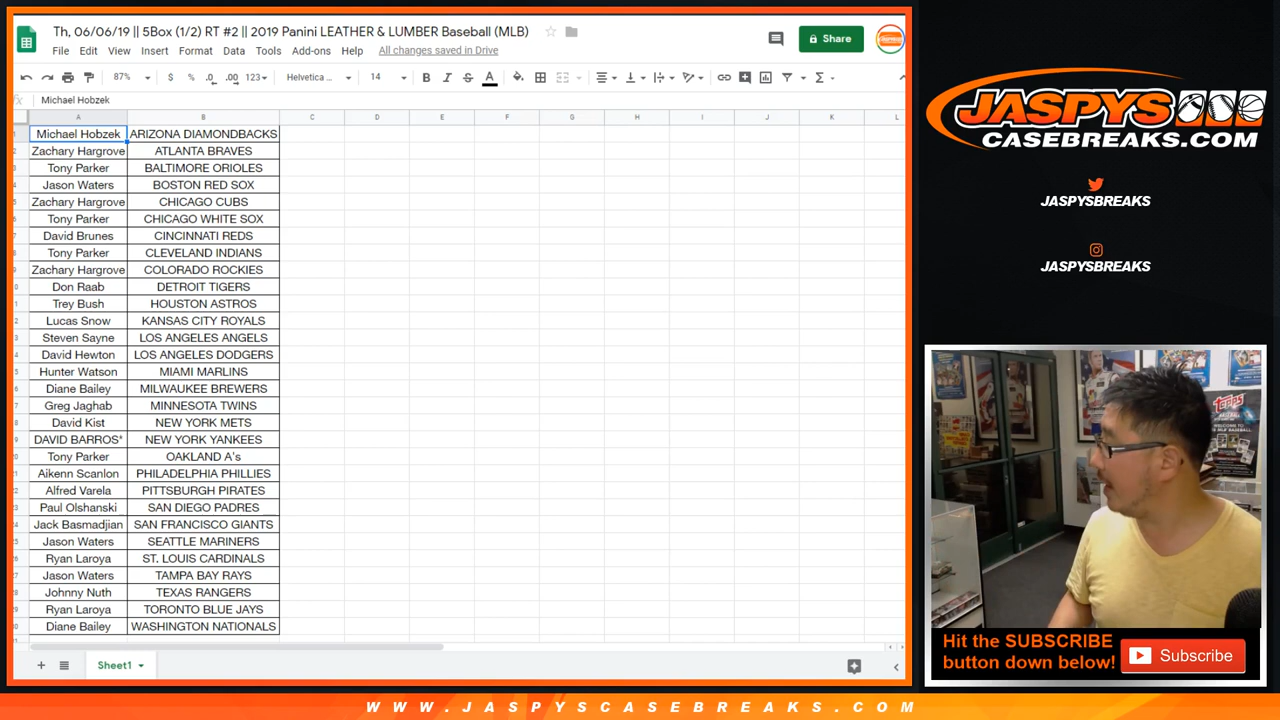 Th, 06/06/19 || 5Box (1/2) RT #2 || 2019 Panini LEATHER & LUMBER Baseball (MLB)
File Edit View Insert Format Data Tools Add-ons Help All changes saved in Drive
Share
87% $ % .0 .00 123 Helvetica ... 14 B I S A
fx Michael Hobzek
A B C D E F G H I J K L
Michael Hobzek ARIZONA DIAMONDBACKS
Zachary Hargrove ATLANTA BRAVES
Tony Parker BALTIMORE ORIOLES
Jason Waters BOSTON RED SOX
Zachary Hargrove CHICAGO CUBS
Tony Parker CHICAGO WHITE SOX
David Brunes CINCINNATI REDS
Tony Parker CLEVELAND INDIANS
Zachary Hargrove COLORADO ROCKIES
Don Raab DETROIT TIGERS
Trey Bush HOUSTON ASTROS
Lucas Snow KANSAS CITY ROYALS
Steven Sayne LOS ANGELES ANGELS
David Hewton LOS ANGELES DODGERS
Hunter Watson MIAMI MARLINS
Diane Bailey MILWAUKEE BREWERS
Greg Jaghab MINNESOTA TWINS
David Kist NEW YORK METS
DAVID BARROS* NEW YORK YANKEES
Tony Parker OAKLAND A's
Aikenn Scanlon PHILADELPHIA PHILLIES
Alfred Varela PITTSBURGH PIRATES
Paul Olshanski SAN DIEGO PADRES
Jack Basmadjian SAN FRANCISCO GIANTS
Jason Waters SEATTLE MARINERS
Ryan Laroya ST. LOUIS CARDINALS
Jason Waters TAMPA BAY RAYS
Johnny Nuth TEXAS RANGERS
Ryan Laroya TORONTO BLUE JAYS
Diane Bailey WASHINGTON NATIONALS
Sheet1
JASPYS
CASEBREAKS.COM
JASPYSBREAKS
JASPYSBREAKS
TOPPS
Hit the SUBSCRIBE
button down below!
Subscribe
WWW.JASPYSCASEBREAKS.COM